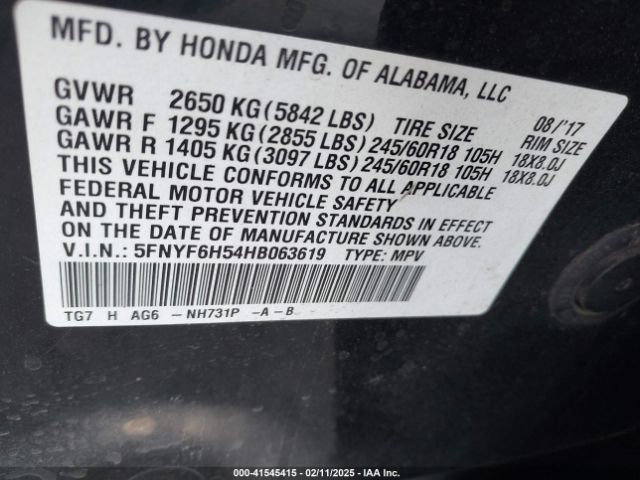 MFD. BY HONDA MFG. OF ALABAMA, LLC
08/'17
GVWR 2650 KG (5842 LBS) TIRE SIZE RIM SIZE
GAWR F 1295 KG (2855 LBS) 245/60R18 105H 18X8.0J
GAWR R 1405 KG (3097 LBS) 245/60R18 105H 18X8.0J
THIS VEHICLE CONFORMS TO ALL APPLICABLE
FEDERAL MOTOR VEHICLE SAFETY
AND THEFT PREVENTION STANDARDS IN EFFECT
ON THE DATE OF MANUFACTURE SHOWN ABOVE.
V.I.N.: 5FNYF6H54HB063619 TYPE: MPV
TG7 H AG6 -NH731P -A-B
000-41545415 - 02/11/2025 - IAA Inc.